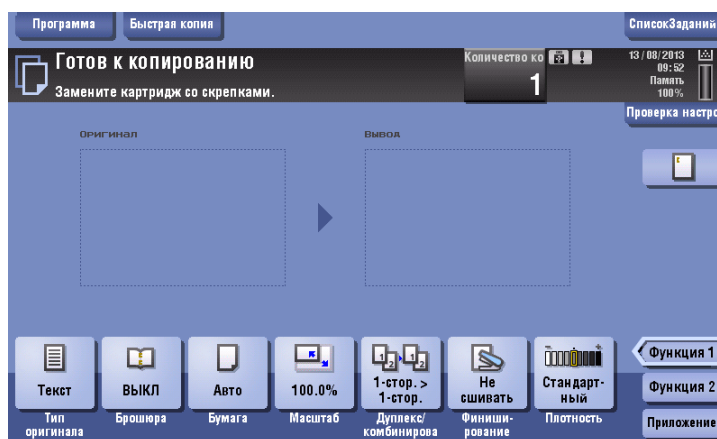 Программа
Быстрая копия
СписокЗаданий
Готов к копированию
Замените картридж со скрепками.
Количество ко
1
13/08/2013
09:52
Память
100%
Проверка настро
Оригинал
Вывод
Текст
ВЫКЛ
Авто
100.0%
1-стор. >
1-стор.
Не
сшивать
Стандарт-
ный
Тип
оригинала
Брошюра
Бумага
Масштаб
Дуплекс/
комбинирова
Финиши-
рование
Плотность
Функция 1
Функция 2
Приложение